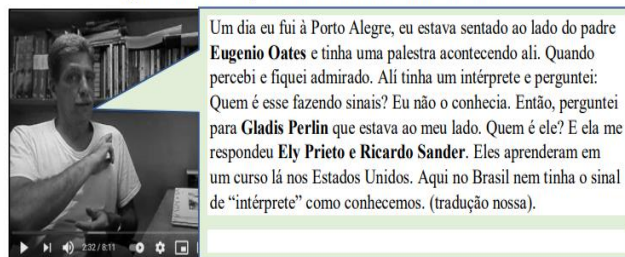 Um dia eu fui à Porto Alegre, eu estava sentado ao lado do padre
Eugenio Oates e tinha uma palestra acontecendo ali. Quando
percebi e fiquei admirado. Alí tinha um intérprete e perguntei:
Quem é esse fazendo sinais? Eu não o conhecia. Então, perguntei
para Gladis Perlin que estava ao meu lado. Quem é ele? E ela me
respondeu Ely Prieto e Ricardo Sander. Eles aprenderam em
um curso lá nos Estados Unidos. Aqui no Brasil nem tinha o sinal
de “intérprete” como conhecemos. (tradução nossa).
2:32 / 8:11